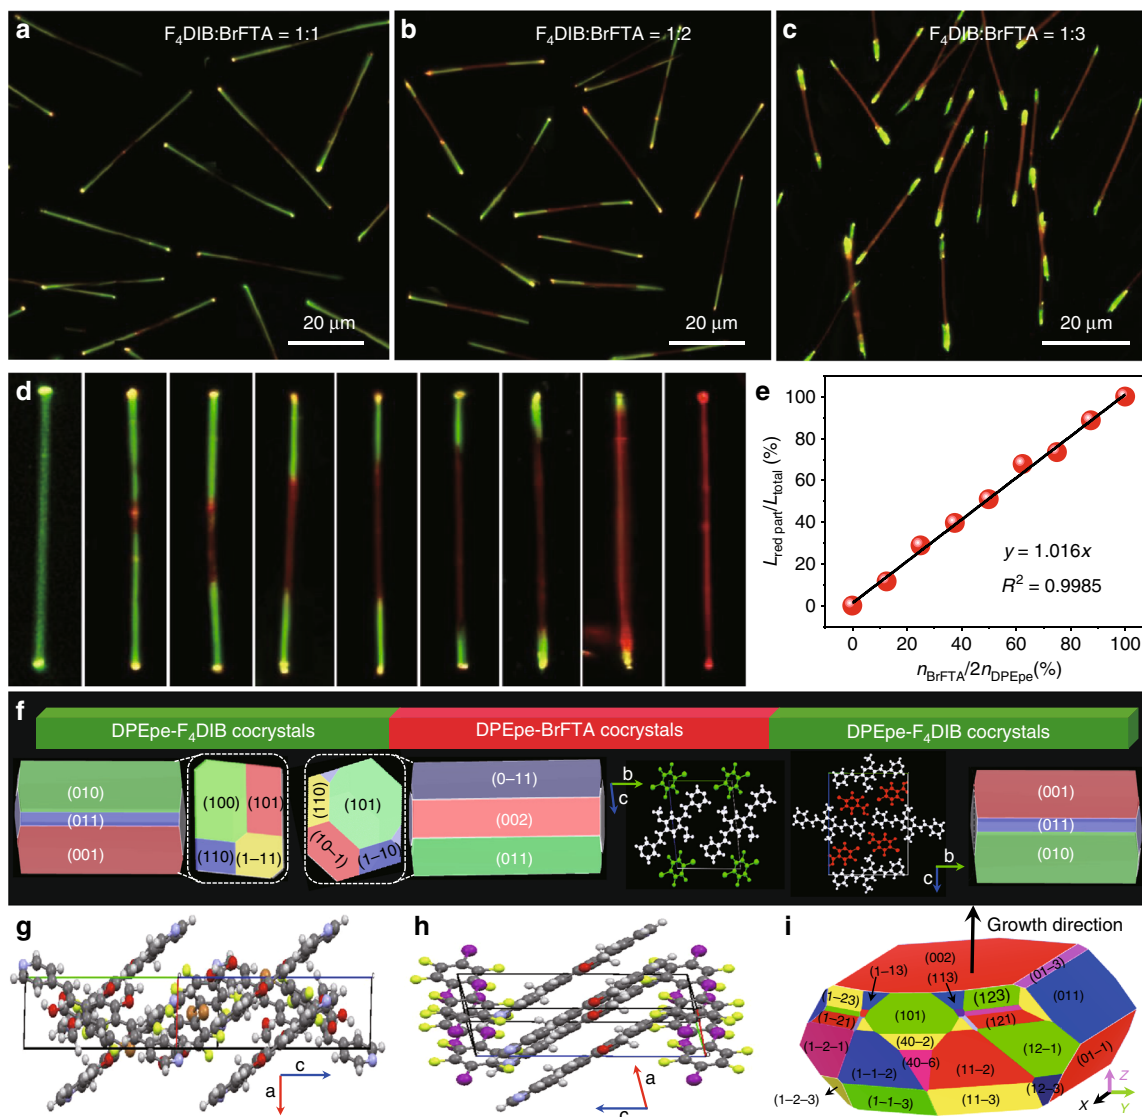 a
F₄DIB:BrFTA = 1:1
20 μm
b
F₄DIB:BrFTA = 1:2
20 μm
c
F₄DIB:BrFTA = 1:3
20 μm
d
e
L_red part/L_total (%)
100
80
60
40
20
0
y = 1.016x
R² = 0.9985
0 20 40 60 80 100
n_BrFTA/2n_DPEpe(%)
f
DPEpe-F₄DIB cocrystals
DPEpe-BrFTA cocrystals
DPEpe-F₄DIB cocrystals
(010)
(011)
(001)
(100)
(101)
(110)
(1–11)
(110)
(101)
(10–1)
(1–10)
(0–11)
(002)
(011)
b
c
b
c
(001)
(011)
(010)
g
c
a
h
a
c
i
Growth direction
(002)
(1–13)
(113)
(01–3)
(1–23)
(123)
(011)
(101)
(1–21)
(121)
(40–2)
(1–2–1)
(12–1)
(01–1)
(40–6)
(1–1–2)
(11–2)
(12–3)
(1–2–3)
(1–1–3)
(11–3)
Z
X
Y